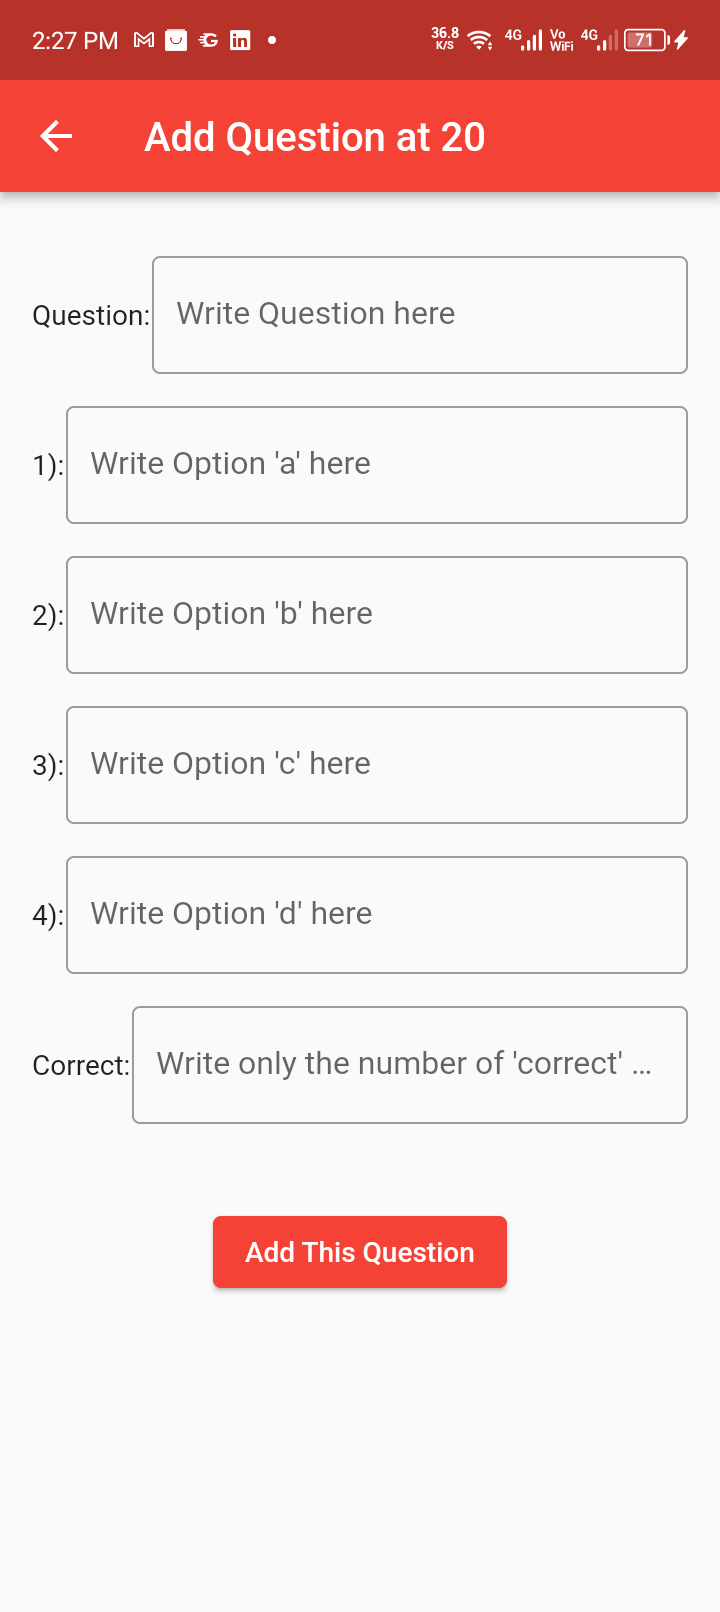 2:27 PM 36.8 K/S 4G Vo WiFi 4G 71
Add Question at 20
Question: Write Question here
1): Write Option 'a' here
2): Write Option 'b' here
3): Write Option 'c' here
4): Write Option 'd' here
Correct: Write only the number of 'correct' ...
Add This Question